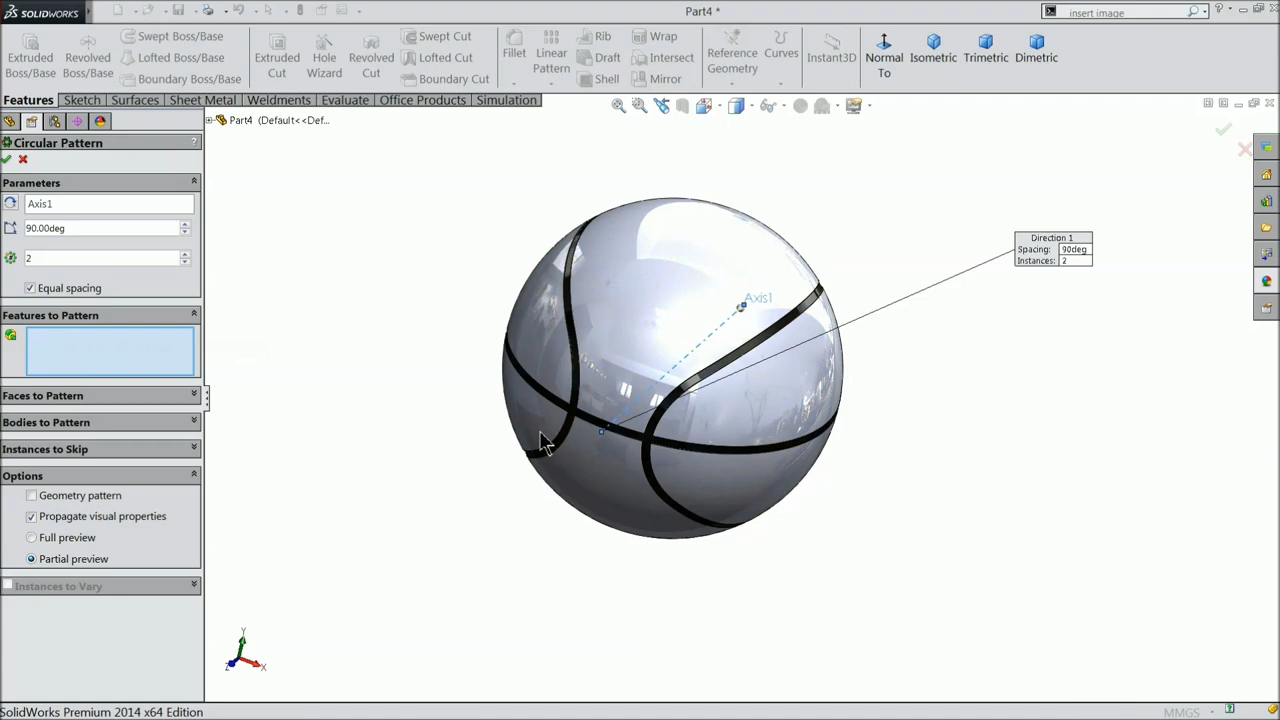 SOLIDWORKS
Part4 *
insert image
Extruded Boss/Base
Revolved Boss/Base
Swept Boss/Base
Lofted Boss/Base
Boundary Boss/Base
Extruded Cut
Hole Wizard
Revolved Cut
Swept Cut
Lofted Cut
Boundary Cut
Fillet
Linear Pattern
Rib
Draft
Shell
Wrap
Intersect
Mirror
Reference Geometry
Curves
Instant3D
Normal To
Isometric
Trimetric
Dimetric
Features
Sketch
Surfaces
Sheet Metal
Weldments
Evaluate
Office Products
Simulation
Part4 (Default<<Def...
Circular Pattern
?
Parameters
Axis1
90.00deg
2
Equal spacing
Features to Pattern
Faces to Pattern
Bodies to Pattern
Instances to Skip
Options
Geometry pattern
Propagate visual properties
Full preview
Partial preview
Instances to Vary
Axis1
Direction 1
Spacing: 90deg
Instances: 2
Y
Z
X
SolidWorks Premium 2014 x64 Edition
MMGS